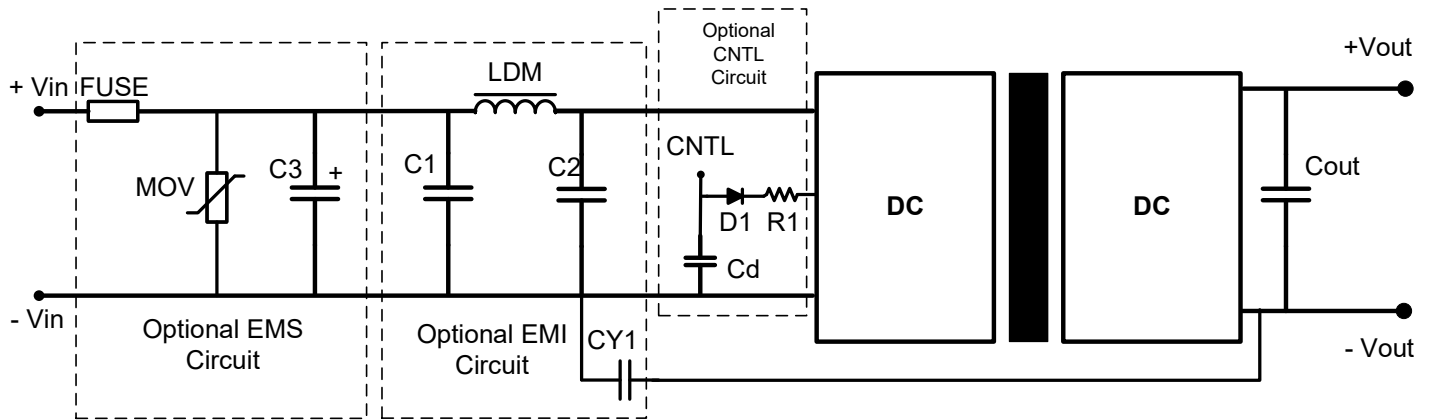 Optional
CNTL
Circuit
+Vout
LDM
+ Vin FUSE
CNTL
C3
+
C1
C2
MOV
Cout
DC
DC
D1
R1
Cd
- Vin
Optional EMS
Circuit
Optional EMI
Circuit
CY1
- Vout